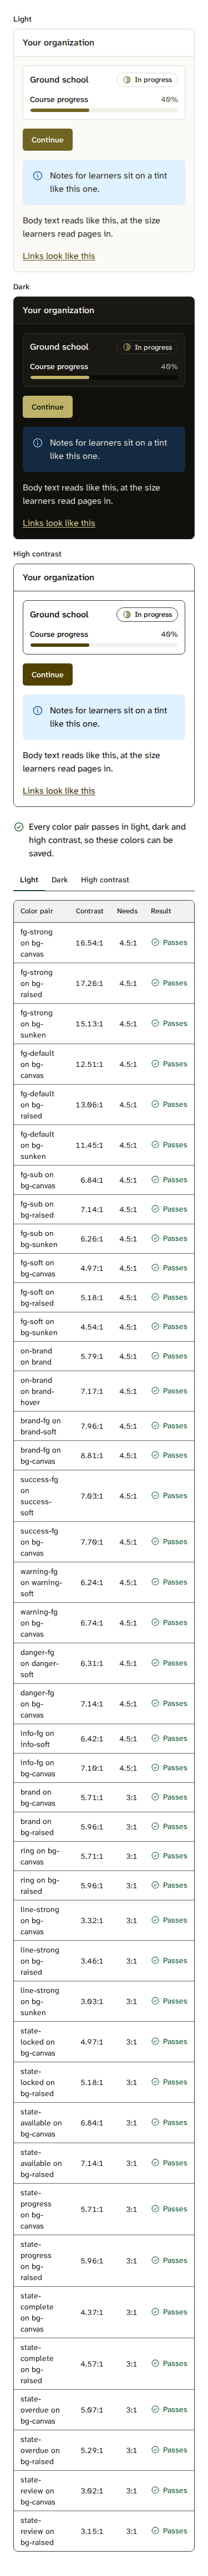 Light
Your organization
Ground school
In progress
Course progress
40%
Continue
Notes for learners sit on a tint
like this one.
Body text reads like this, at the size
learners read pages in.
Links look like this
Dark
Your organization
Ground school
In progress
Course progress
40%
Continue
Notes for learners sit on a tint
like this one.
Body text reads like this, at the size
learners read pages in.
Links look like this
High contrast
Your organization
Ground school
In progress
Course progress
40%
Continue
Notes for learners sit on a tint
like this one.
Body text reads like this, at the size
learners read pages in.
Links look like this
Every color pair passes in light, dark and
high contrast, so these colors can be
saved.
Light Dark High contrast
Color pair Contrast Needs Result
fg-strong
on bg-
canvas
16.54:1 4.5:1 Passes
fg-strong
on bg-
raised
17.26:1 4.5:1 Passes
fg-strong
on bg-
sunken
15.13:1 4.5:1 Passes
fg-default
on bg-
canvas
12.51:1 4.5:1 Passes
fg-default
on bg-
raised
13.06:1 4.5:1 Passes
fg-default
on bg-
sunken
11.45:1 4.5:1 Passes
fg-sub on
bg-canvas
6.84:1 4.5:1 Passes
fg-sub on
bg-raised
7.14:1 4.5:1 Passes
fg-sub on
bg-sunken
6.26:1 4.5:1 Passes
fg-soft on
bg-canvas
4.97:1 4.5:1 Passes
fg-soft on
bg-raised
5.18:1 4.5:1 Passes
fg-soft on
bg-sunken
4.54:1 4.5:1 Passes
on-brand
on brand
5.79:1 4.5:1 Passes
on-brand
on brand-
hover
7.17:1 4.5:1 Passes
brand-fg on
brand-soft
7.96:1 4.5:1 Passes
brand-fg on
bg-canvas
8.81:1 4.5:1 Passes
success-fg
on
success-
soft
7.03:1 4.5:1 Passes
success-fg
on bg-
canvas
7.70:1 4.5:1 Passes
warning-fg
on warning-
soft
6.24:1 4.5:1 Passes
warning-fg
on bg-
canvas
6.74:1 4.5:1 Passes
danger-fg
on danger-
soft
6.31:1 4.5:1 Passes
danger-fg
on bg-
canvas
7.14:1 4.5:1 Passes
info-fg on
info-soft
6.42:1 4.5:1 Passes
info-fg on
bg-canvas
7.10:1 4.5:1 Passes
brand on
bg-canvas
5.71:1 3:1 Passes
brand on
bg-raised
5.96:1 3:1 Passes
ring on bg-
canvas
5.71:1 3:1 Passes
ring on bg-
raised
5.96:1 3:1 Passes
line-strong
on bg-
canvas
3.32:1 3:1 Passes
line-strong
on bg-
raised
3.46:1 3:1 Passes
line-strong
on bg-
sunken
3.03:1 3:1 Passes
state-
locked on
bg-canvas
4.97:1 3:1 Passes
state-
locked on
bg-raised
5.18:1 3:1 Passes
state-
available on
bg-canvas
6.84:1 3:1 Passes
state-
available on
bg-raised
7.14:1 3:1 Passes
state-
progress
on bg-
canvas
5.71:1 3:1 Passes
state-
progress
on bg-
raised
5.96:1 3:1 Passes
state-
complete
on bg-
canvas
4.37:1 3:1 Passes
state-
complete
on bg-
raised
4.57:1 3:1 Passes
state-
overdue on
bg-canvas
5.07:1 3:1 Passes
state-
overdue on
bg-raised
5.29:1 3:1 Passes
state-
review on
bg-canvas
3.02:1 3:1 Passes
state-
review on
bg-raised
3.15:1 3:1 Passes